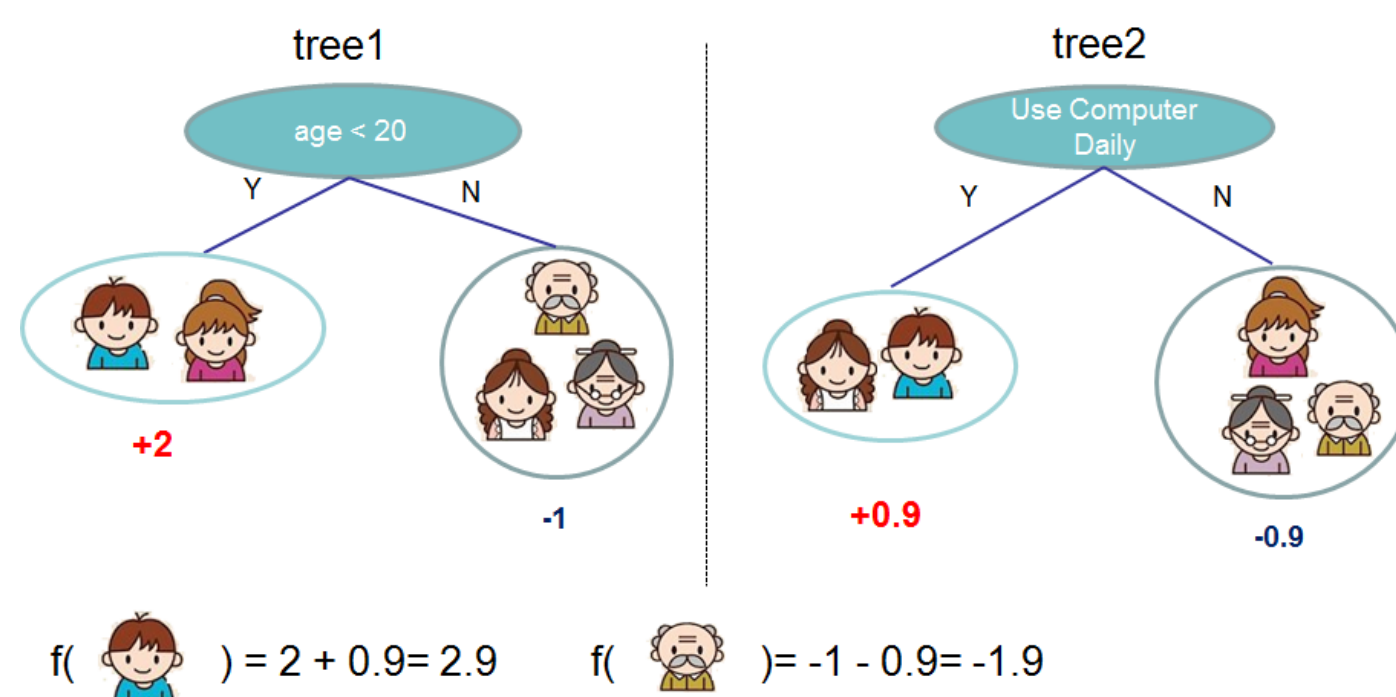 tree1
tree2
age < 20
Use Computer
Daily
Y
N
Y
N
+2
-1
+0.9
-0.9
f( ) = 2 + 0.9= 2.9
f( )= -1 - 0.9= -1.9